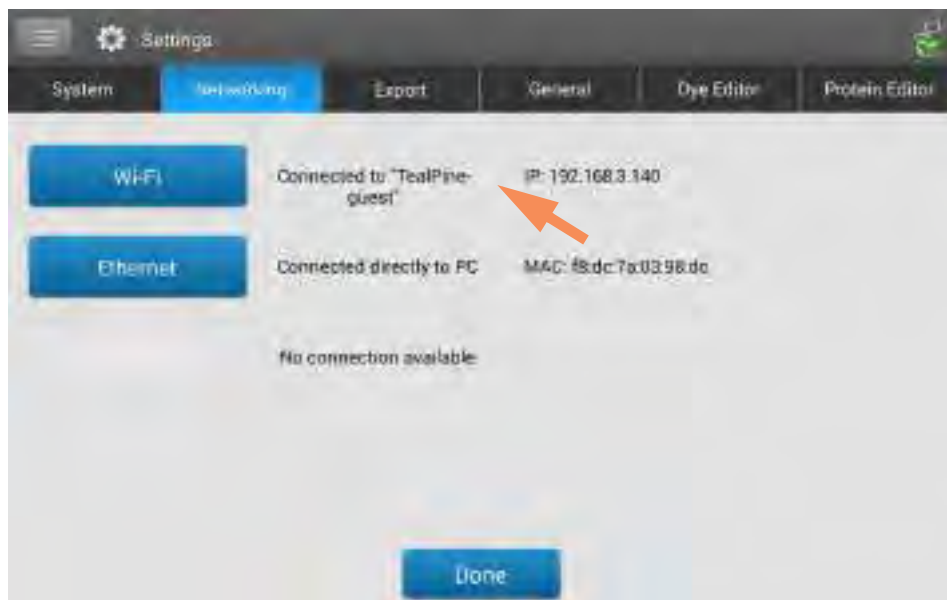 Settings
System Networking Export General Dye Editor Protein Editor
Wi-Fi Connected to "TealPine- IP: 192.168.3.140
guest"
Ethernet Connected directly to PC MAC: f8:dc:7a:03:98:dc
No connection available
Done